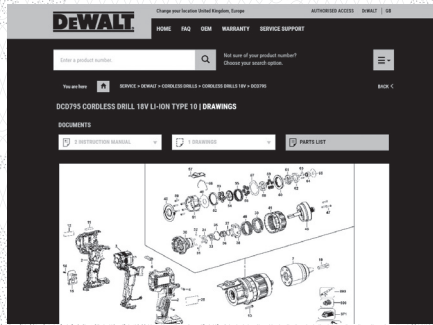 DEWALT
Change your location United Kingdom, Europe
AUTHORISED ACCESS DEWALT | GB
HOME FAQ OEM WARRANTY SERVICE SUPPORT
Enter a product number
Not sure of your product number?
Choose your search option.
You are here
SERVICE > DEWALT > CORDLESS DRILLS > CORDLESS DRILLS 18V > DCD795
BACK <
DCD795 CORDLESS DRILL 18V LI-ION TYPE 10 | DRAWINGS
DOCUMENTS
2 INSTRUCTION MANUAL
1 DRAWINGS
PARTS LIST